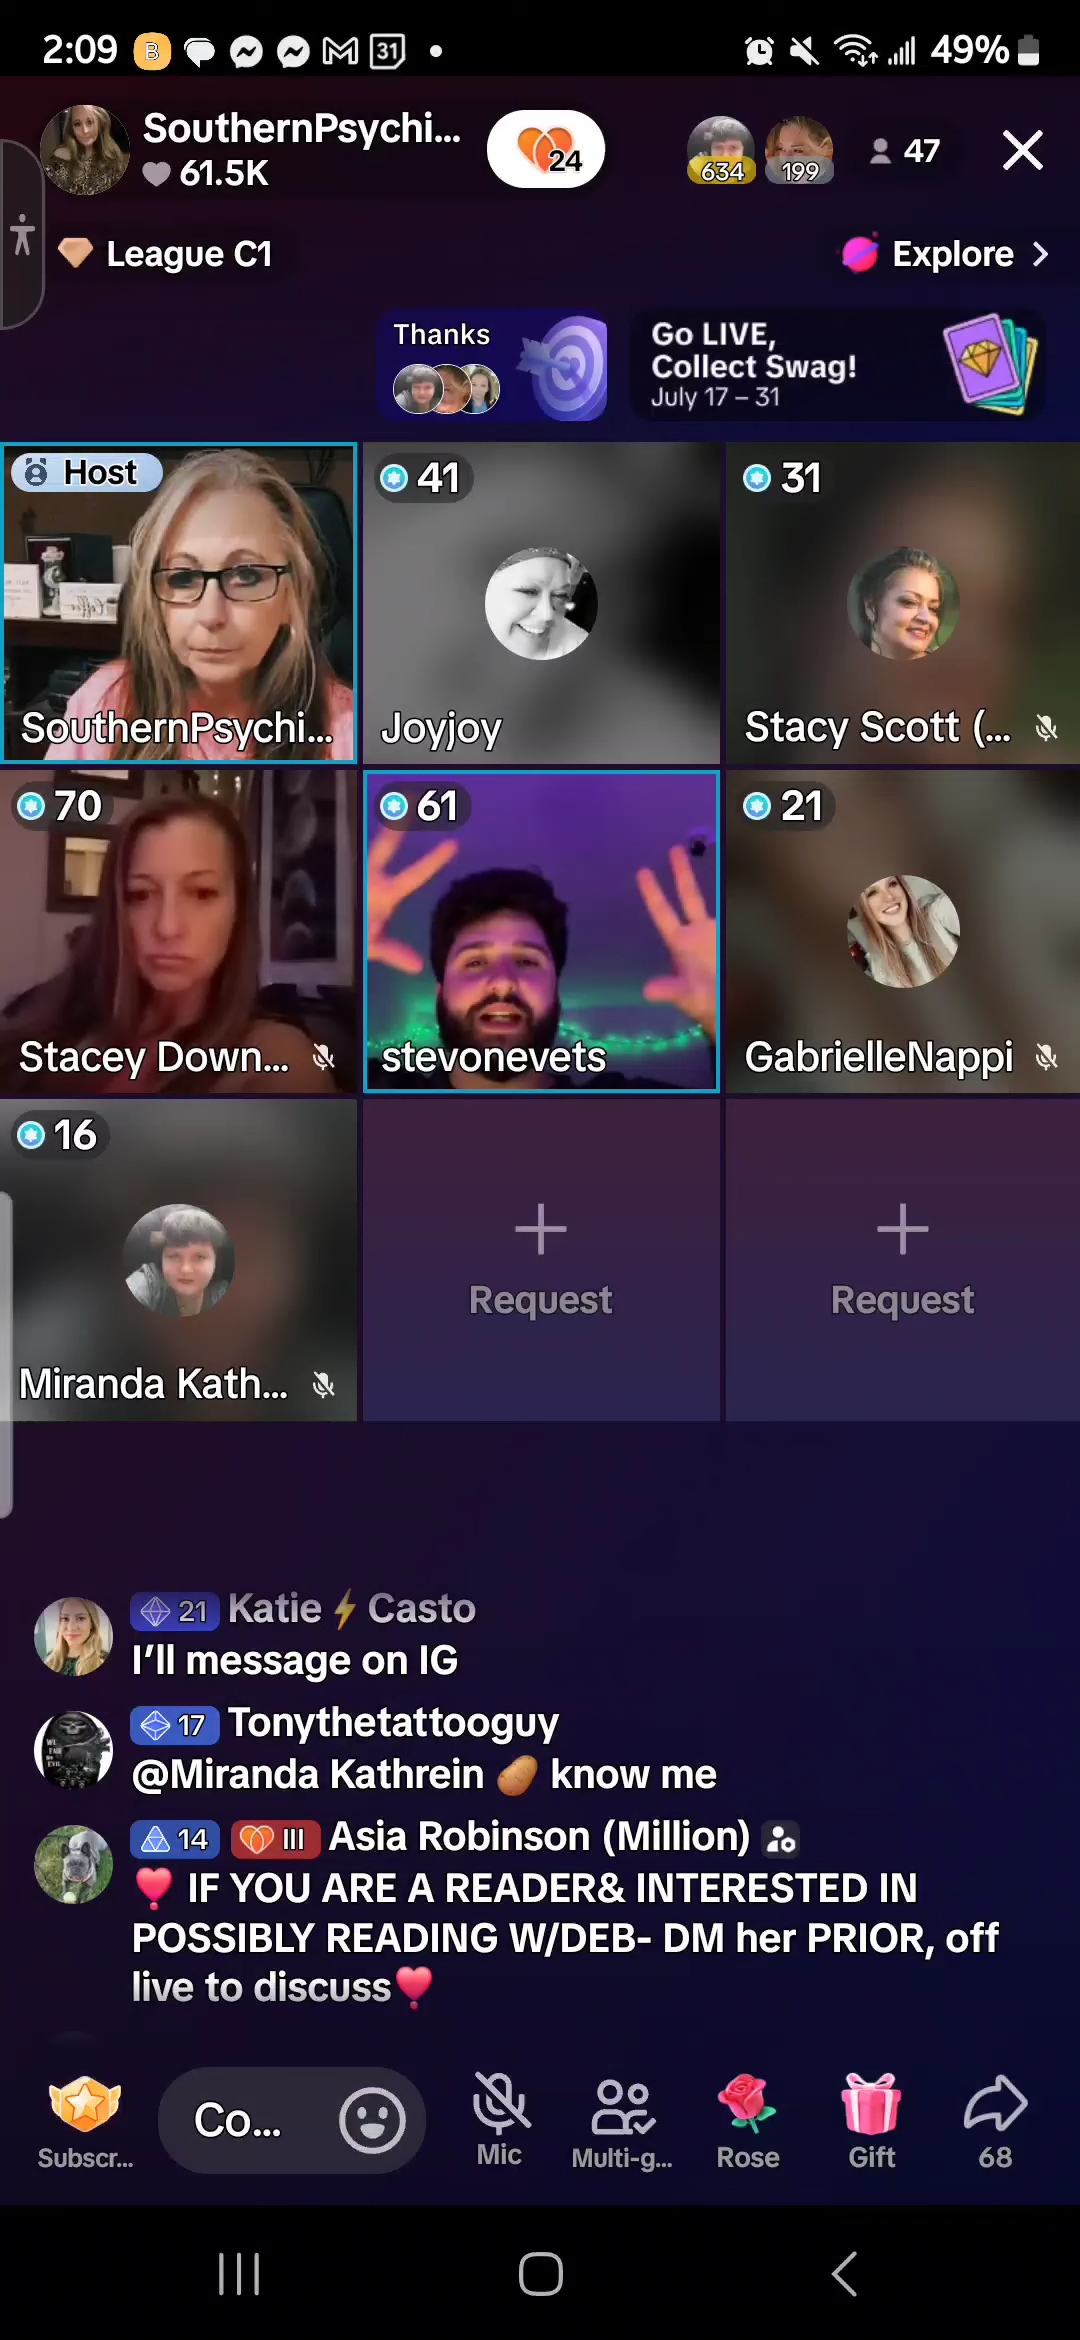 2:09
31
49%
SouthernPsychi...
24
61.5K
634
199
47
League C1
Explore
Thanks
Go LIVE,
Collect Swag!
July 17 – 31
Host
41
31
SouthernPsychi...
Joyjoy
Stacy Scott (...
70
61
21
Stacey Down...
stevonevets
GabrielleNappi
16
Request
Request
Miranda Kath...
21 Katie⚡Casto
I'll message on IG
17 Tonythetattooguy
@Miranda Kathrein 🥔 know me
14 III Asia Robinson (Million)
❣️ IF YOU ARE A READER& INTERESTED IN
POSSIBLY READING W/DEB- DM her PRIOR, off
live to discuss❣️
Co...
Subscr...
Mic
Multi-g...
Rose
Gift
68